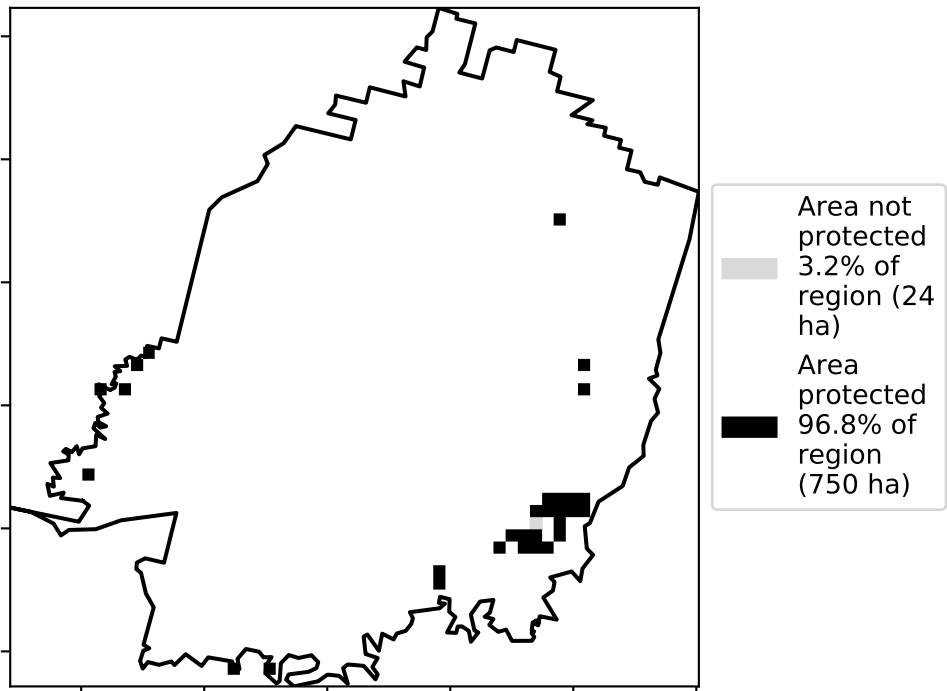 Area not
protected
3.2% of
region (24
ha)
Area
protected
96.8% of
region
(750 ha)